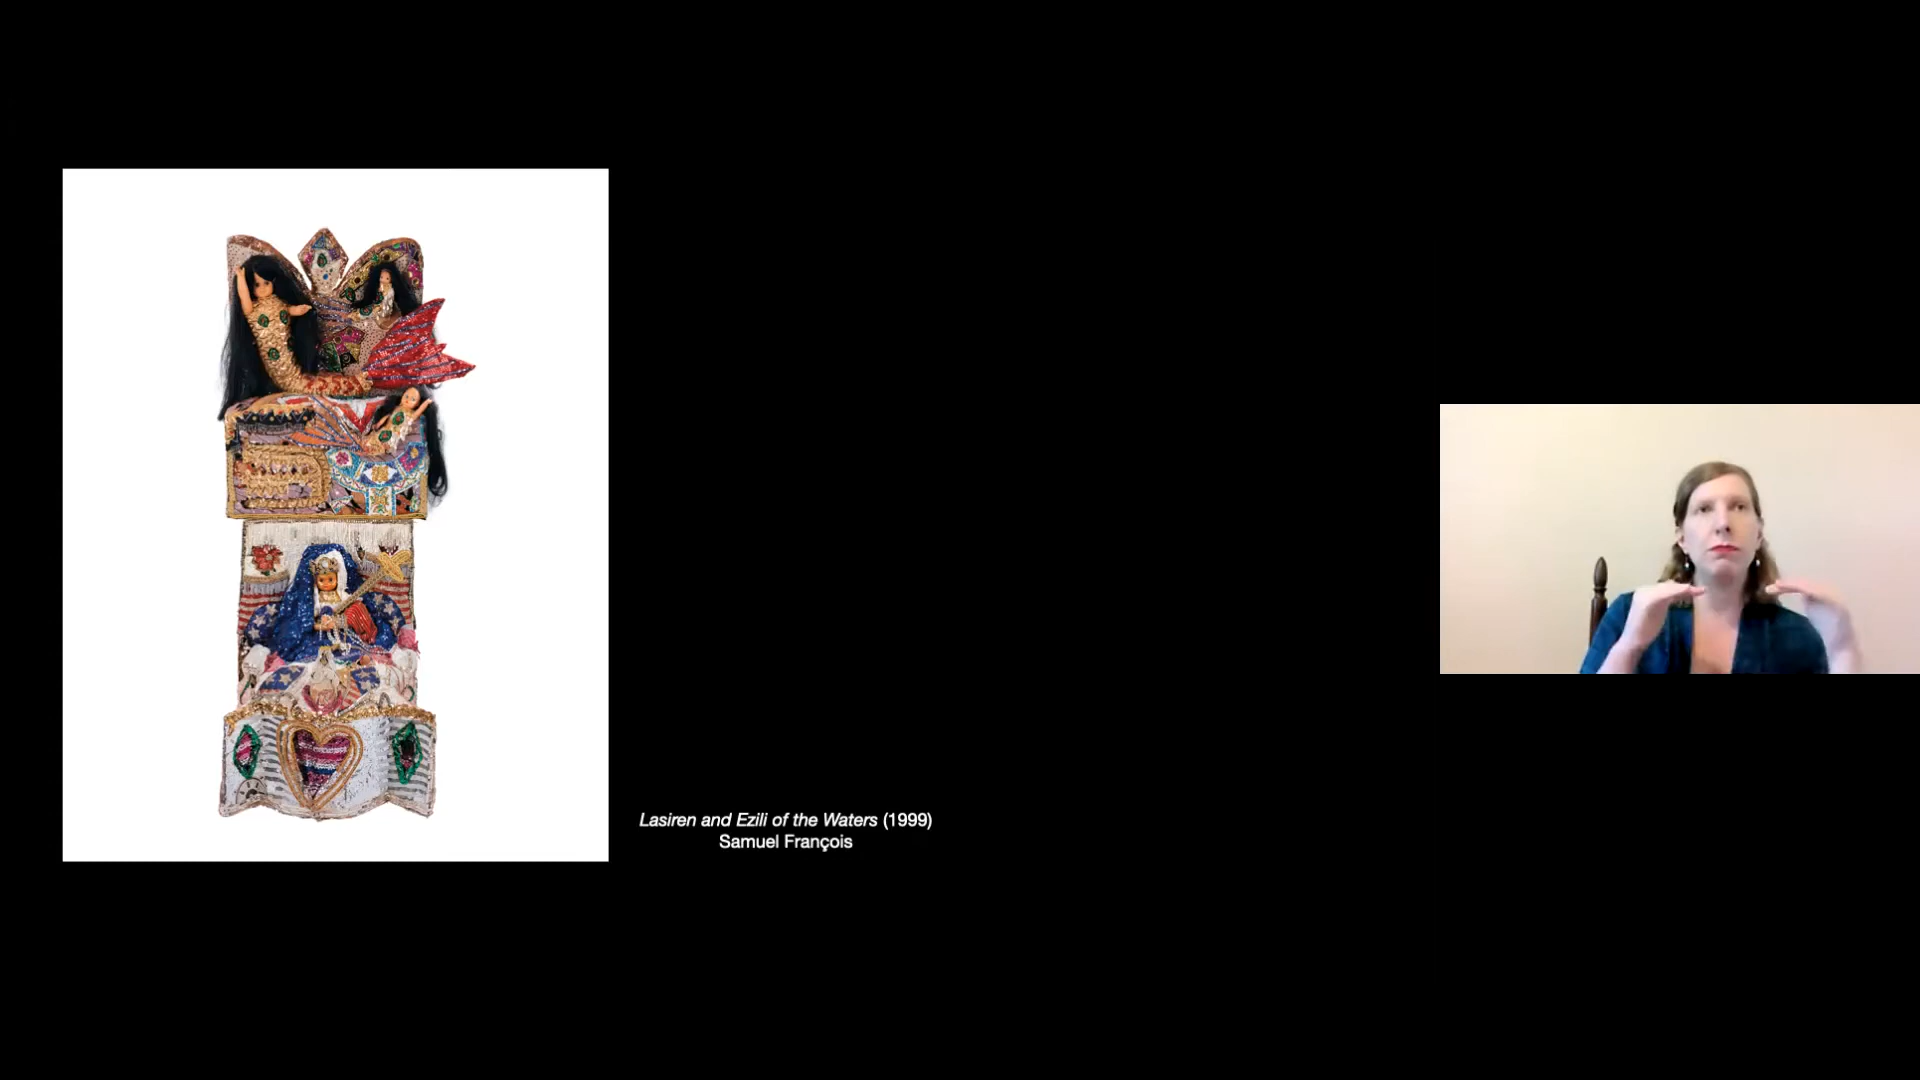 Lasiren and Ezili of the Waters (1999)
Samuel François